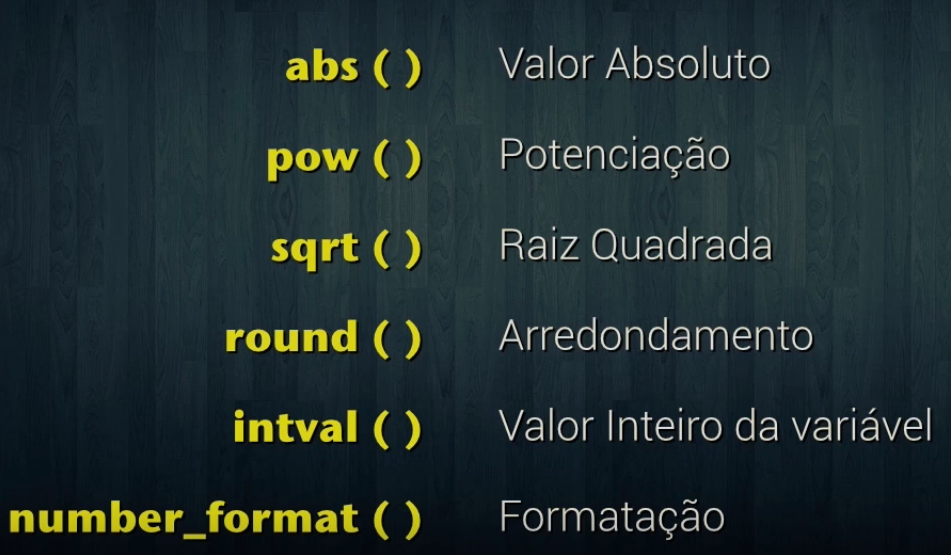 abs ( ) Valor Absoluto
pow ( ) Potenciação
sqrt ( ) Raiz Quadrada
round ( ) Arredondamento
intval ( ) Valor Inteiro da variável
number_format ( ) Formatação